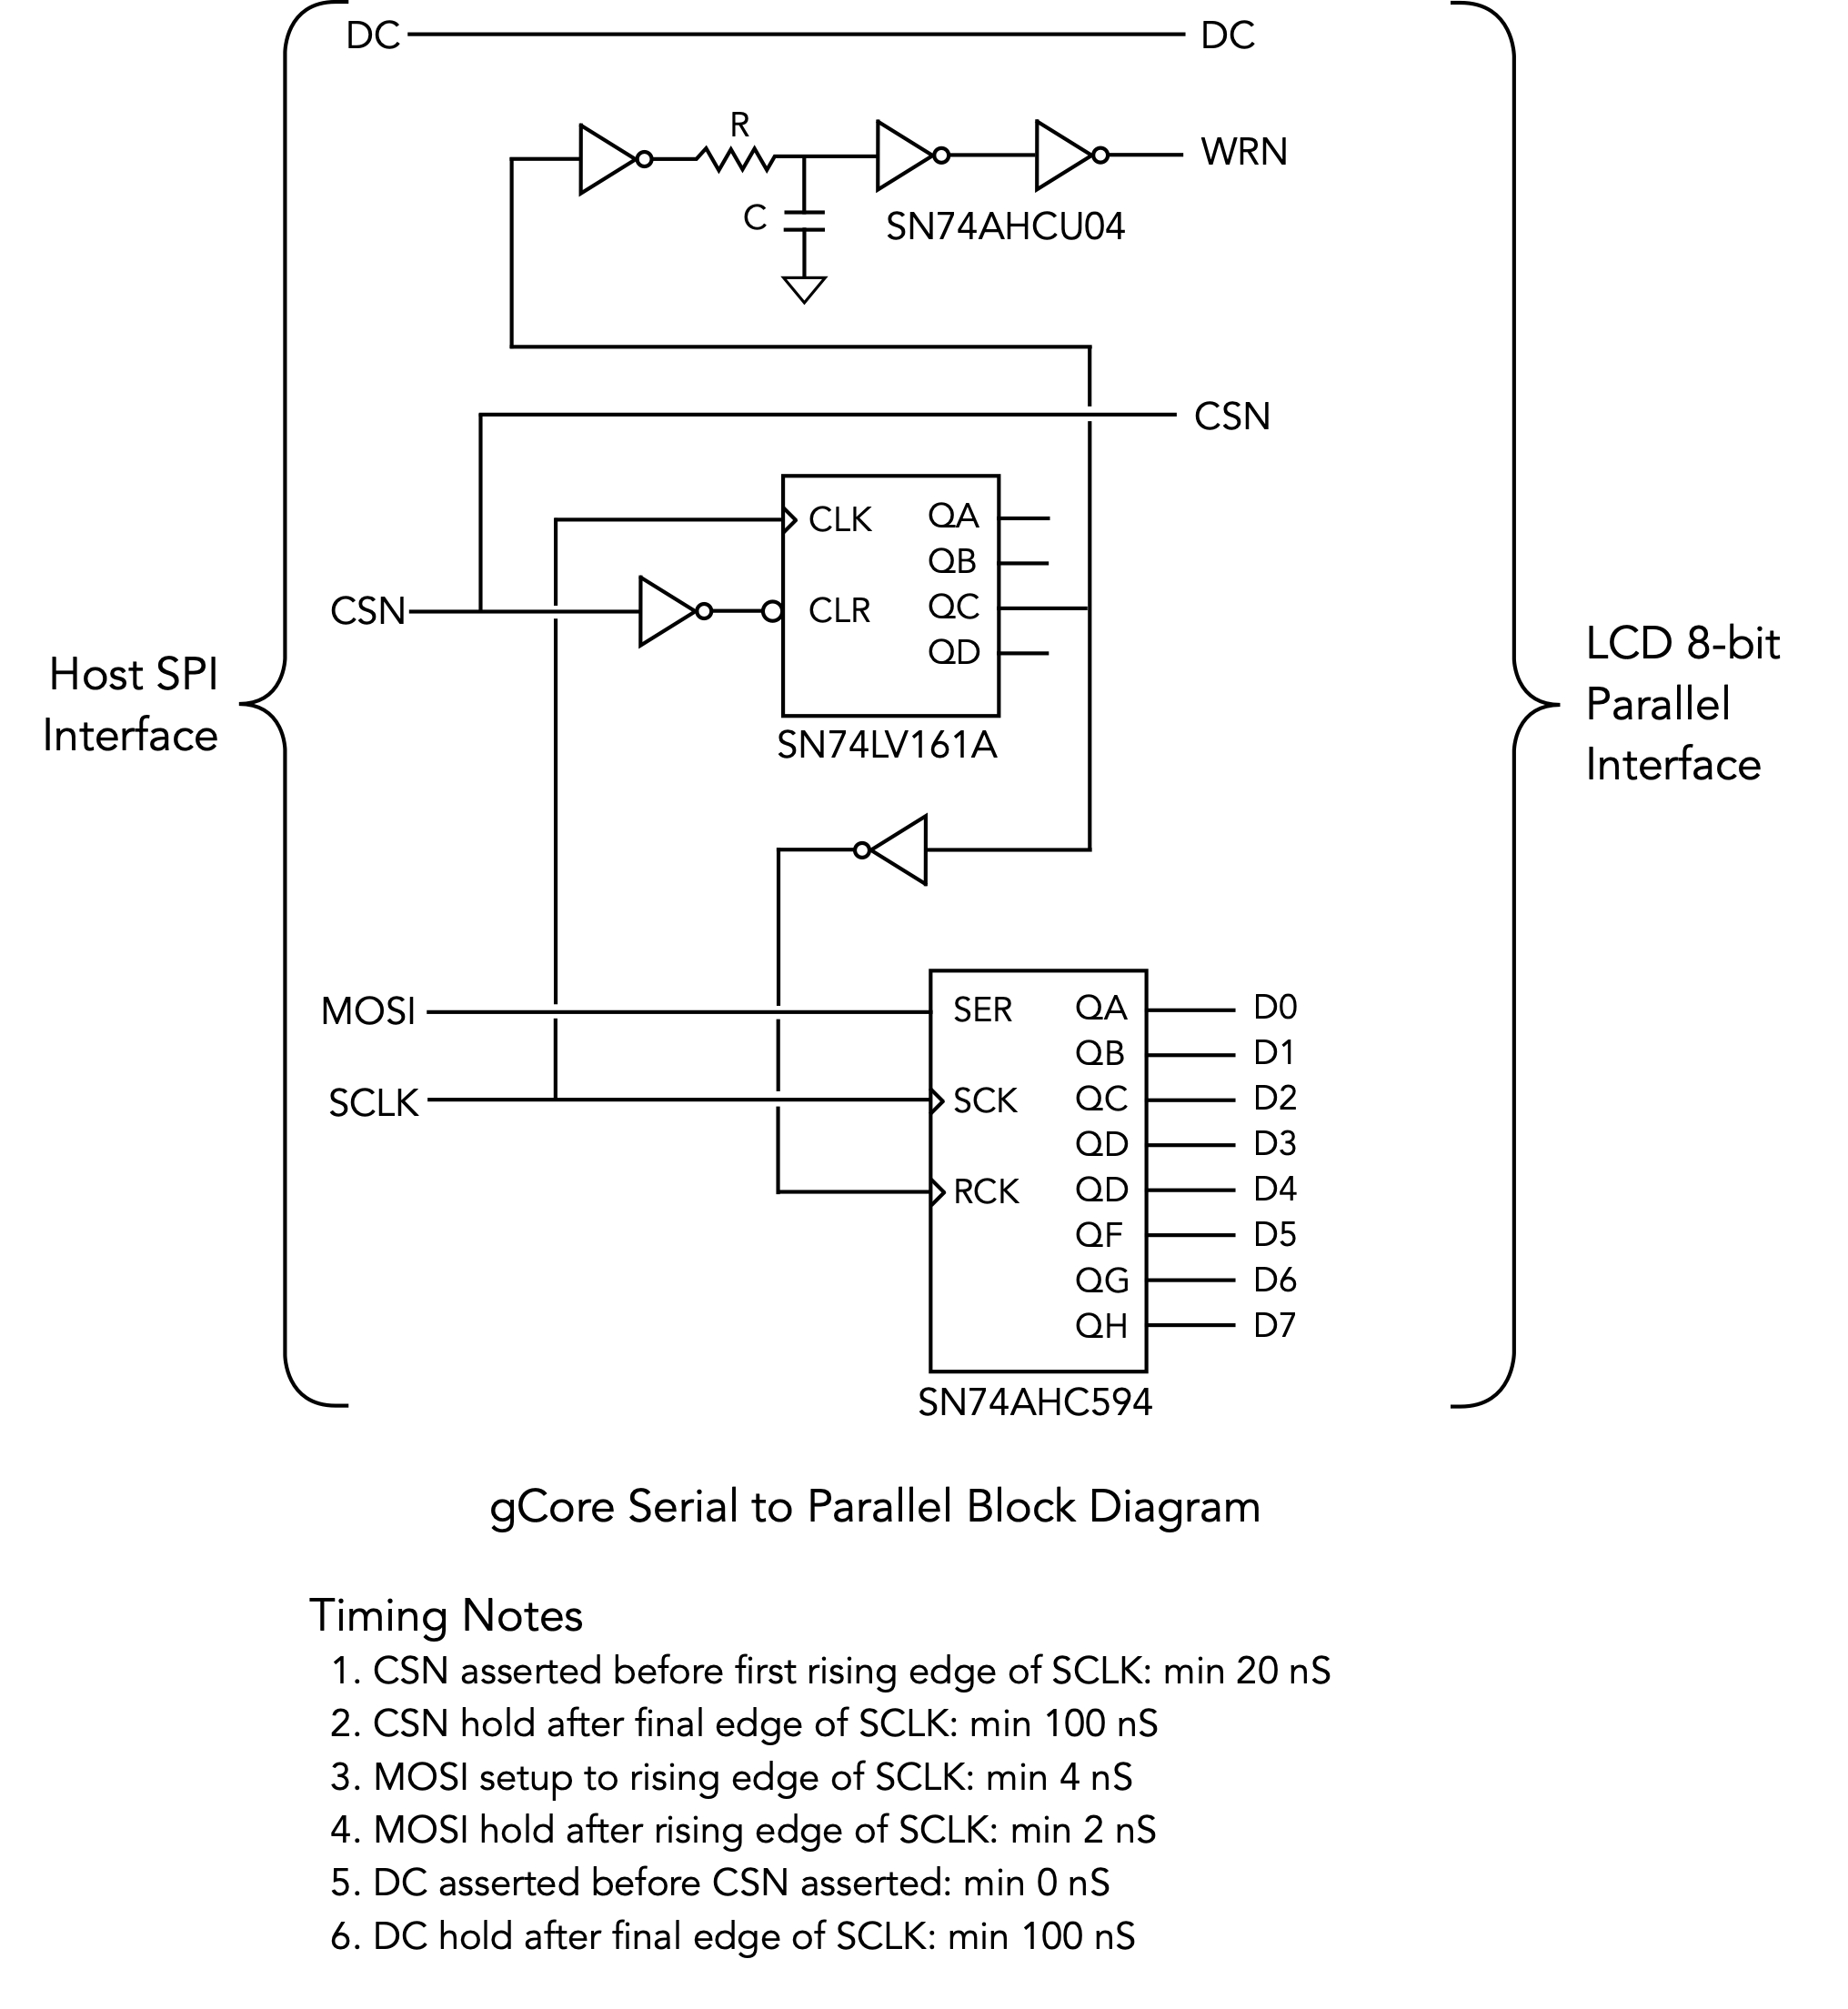 DC
DC
R
WRN
C
SN74AHCU04
CSN
CLK
QA
QB
CSN
CLR
QC
QD
SN74LV161A
Host SPI
Interface
LCD 8-bit
Parallel
Interface
MOSI
SER
QA
D0
QB
D1
SCLK
SCK
QC
D2
QD
D3
RCK
QD
D4
QF
D5
QG
D6
QH
D7
SN74AHC594
gCore Serial to Parallel Block Diagram
Timing Notes
1. CSN asserted before first rising edge of SCLK: min 20 nS
2. CSN hold after final edge of SCLK: min 100 nS
3. MOSI setup to rising edge of SCLK: min 4 nS
4. MOSI hold after rising edge of SCLK: min 2 nS
5. DC asserted before CSN asserted: min 0 nS
6. DC hold after final edge of SCLK: min 100 nS